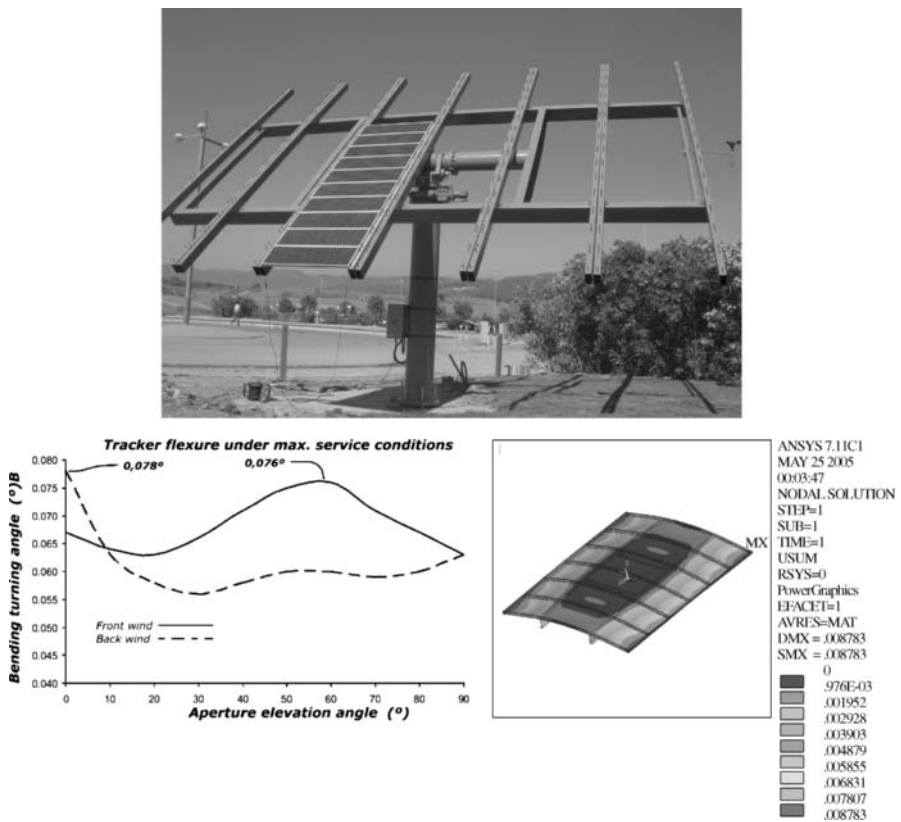 Tracker flexure under max. service conditions
Bending turning angle (°)B
0.080
0.075
0.070
0.065
0.060
0.055
0.050
0.045
0.040
0,078º
0,076º
Front wind
Back wind
0
10
20
30
40
50
60
70
80
90
Aperture elevation angle (°)
MX
ANSYS 7.11C1
MAY 25 2005
00:03:47
NODAL SOLUTION
STEP=1
SUB=1
TIME=1
USUM
RSYS=0
PowerGraphics
EFACET=1
AVRES=MAT
DMX = .008783
SMX = .008783
0
.976E-03
.001952
.002928
.003903
.004879
.005855
.006831
.007807
.008783